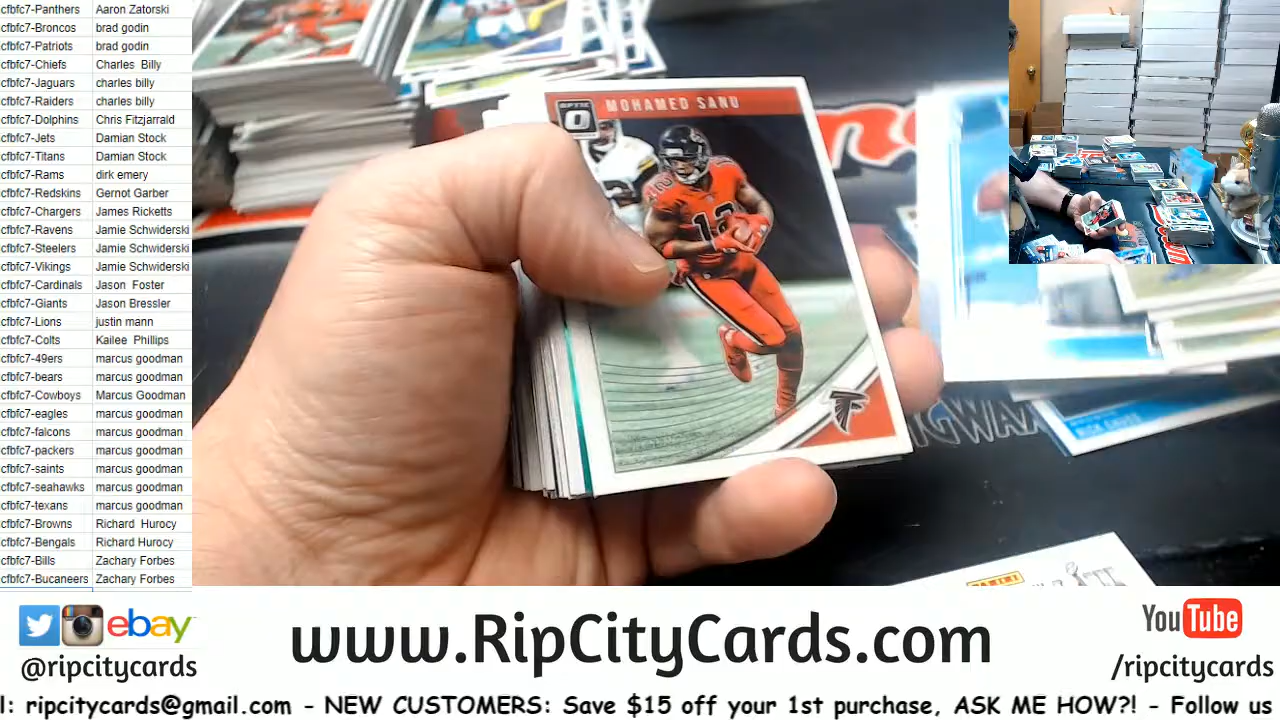 cfbfc7-Panthers Aaron Zatorski
cfbfc7-Broncos brad godin
cfbfc7-Patriots brad godin
cfbfc7-Chiefs Charles Billy
cfbfc7-Jaguars charles billy
cfbfc7-Raiders charles billy
cfbfc7-Dolphins Chris Fitzjarrald
cfbfc7-Jets Damian Stock
cfbfc7-Titans Damian Stock
cfbfc7-Rams dirk emery
cfbfc7-Redskins Gernot Garber
cfbfc7-Chargers James Ricketts
cfbfc7-Ravens Jamie Schwiderski
cfbfc7-Steelers Jamie Schwiderski
cfbfc7-Vikings Jamie Schwiderski
cfbfc7-Cardinals Jason Foster
cfbfc7-Giants Jason Bressler
cfbfc7-Lions justin mann
cfbfc7-Colts Kailee Phillips
cfbfc7-49ers marcus goodman
cfbfc7-bears marcus goodman
cfbfc7-Cowboys Marcus Goodman
cfbfc7-eagles marcus goodman
cfbfc7-falcons marcus goodman
cfbfc7-packers marcus goodman
cfbfc7-saints marcus goodman
cfbfc7-seahawks marcus goodman
cfbfc7-texans marcus goodman
cfbfc7-Browns Richard Hurocy
cfbfc7-Bengals Richard Hurocy
cfbfc7-Bills Zachary Forbes
cfbfc7-Bucaneers Zachary Forbes
OPTIC
MOHAMED SANU
12
PANINI
ebay
@ripcitycards
www.RipCityCards.com
YouTube
/ripcitycards
l: ripcitycards@gmail.com - NEW CUSTOMERS: Save $15 off your 1st purchase, ASK ME HOW?! - Follow us